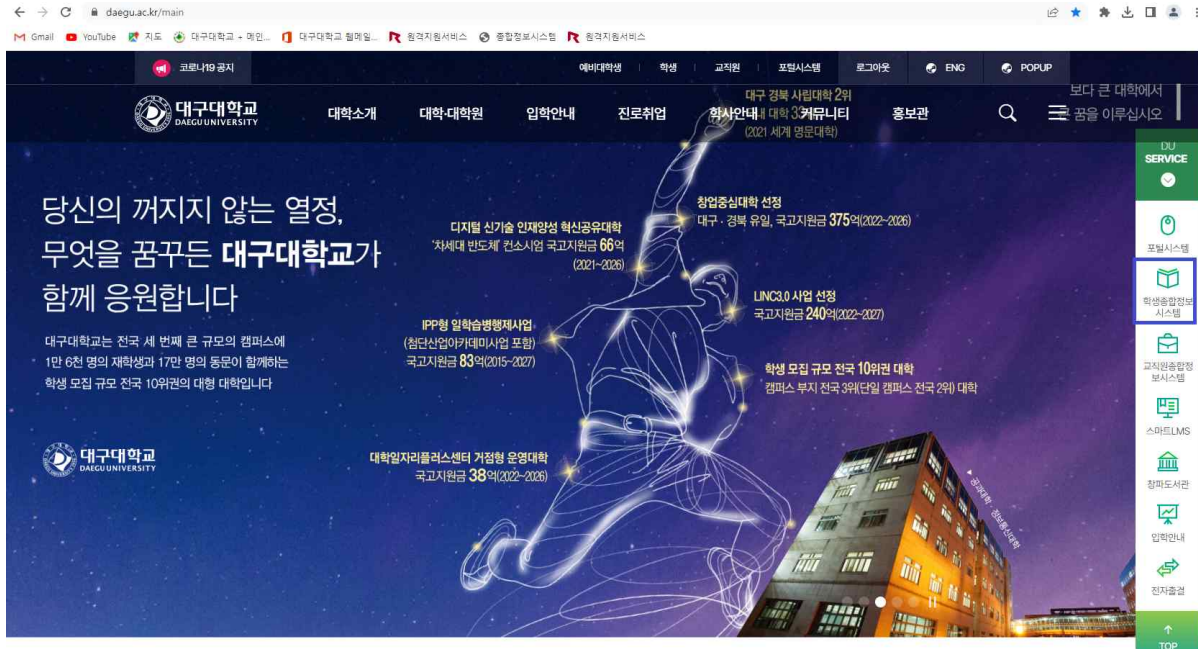 daegu.ac.kr/main
Gmail YouTube 지도 대구대학교 + 메인... 대구대학교 웹메일... 원격지원서비스 종합정보시스템 원격지원서비스
코로나19 공지 예비대학생 학생 교직원 포털시스템 로그아웃 ENG POPUP
대구대학교
DAEGU UNIVERSITY
대학소개 대학·대학원 입학안내 진로취업 학사안내 커뮤니티 홍보관
대구 경북 사립대학 2위
(2021 세계 명문대학)
보다 큰 대학에서
큰 꿈을 이루십시오
당신의 꺼지지 않는 열정,
무엇을 꿈꾸든 대구대학교가
함께 응원합니다
대구대학교는 전국 세 번째 큰 규모의 캠퍼스에
1만 6천 명의 재학생과 17만 명의 동문이 함께하는
학생 모집 규모 전국 10위권의 대형 대학입니다
대구대학교
DAEGU UNIVERSITY
창업중심대학 선정
대구·경북 유일, 국고지원금 375억(2022~2026)
디지털 신기술 인재양성 혁신공유대학
'차세대 반도체' 컨소시엄 국고지원금 66억
(2021~2026)
LINC3.0 사업 선정
국고지원금 240억(2022~2027)
IPP형 일학습병행제사업
(첨단산업아카데미사업 포함)
국고지원금 83억(2015~2027)
학생 모집 규모 전국 10위권 대학
캠퍼스 부지 전국 3위(단일 캠퍼스 전국 2위) 대학
대학일자리플러스센터 거점형 운영대학
국고지원금 38억(2022~2026)
공과대학·정보통신대학
DU
SERVICE
포털시스템
학생종합정보
시스템
교직원종합정
보시스템
스마트LMS
창파도서관
입학안내
전자출결
TOP